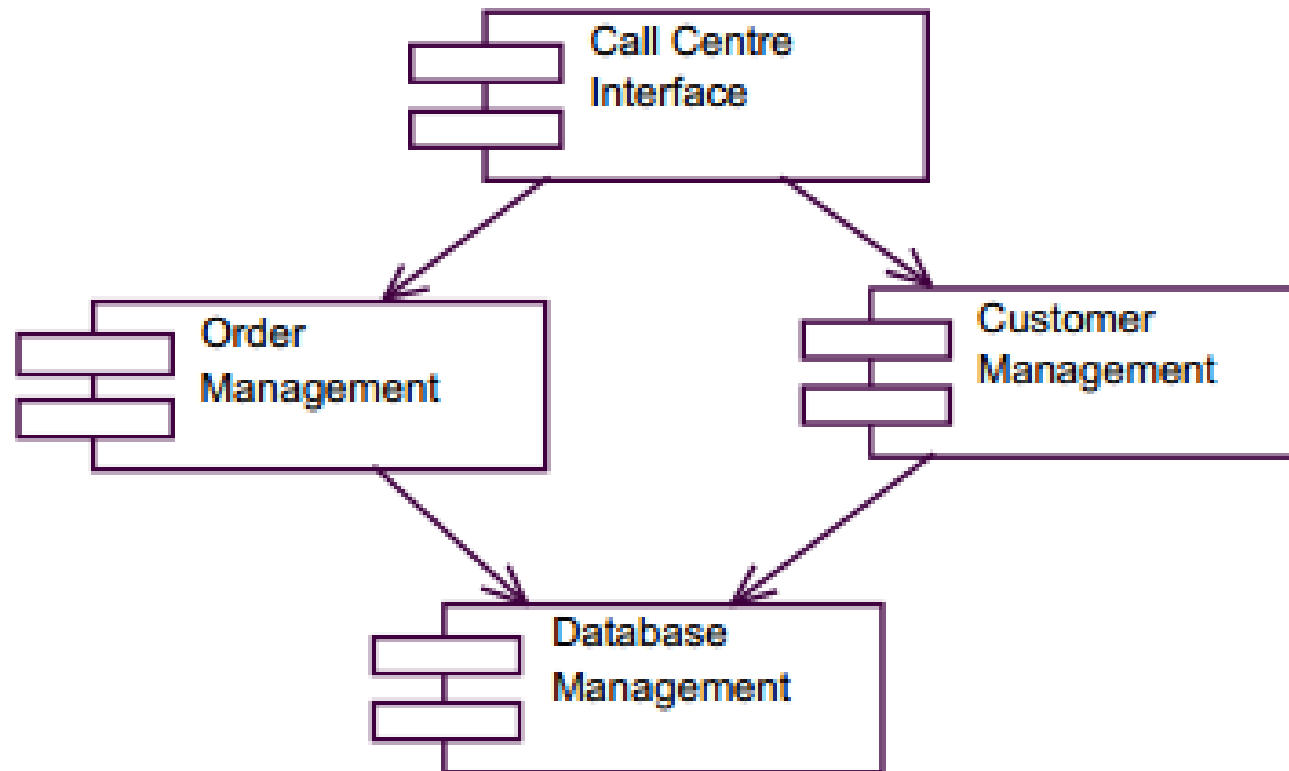 Call Centre
Interface
Order
Management
Customer
Management
Database
Management